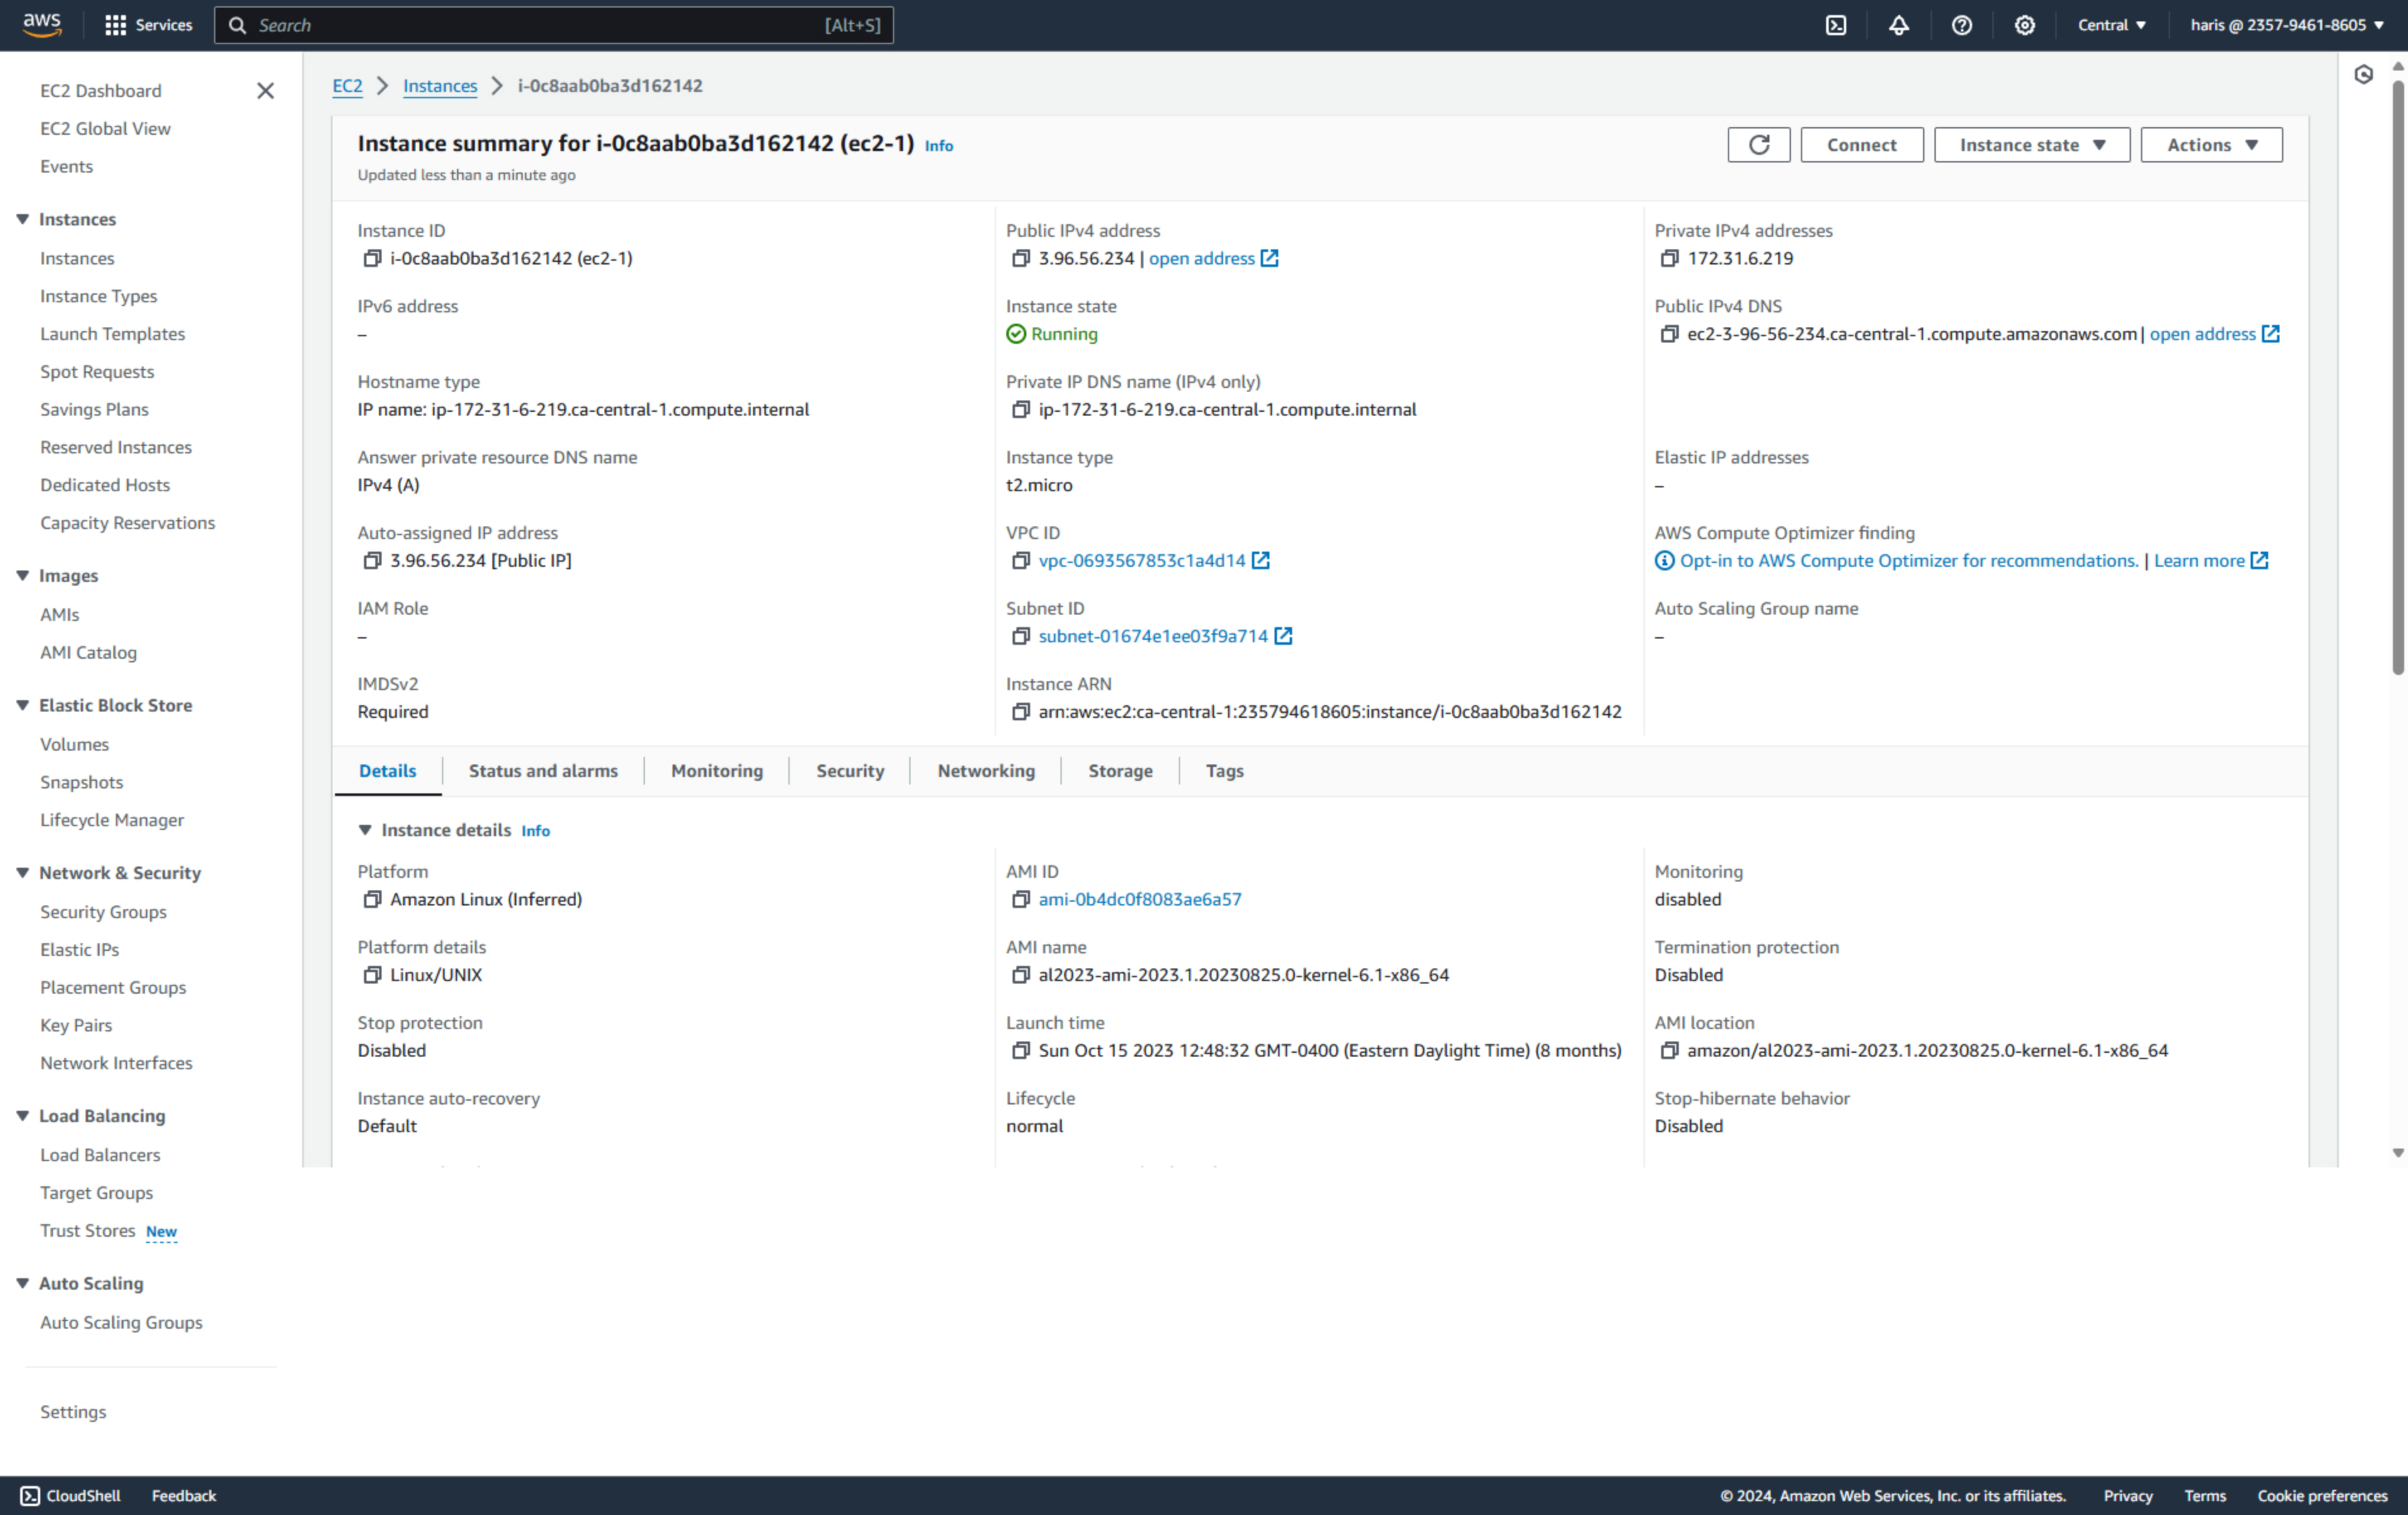 aws
Services
Search [Alt+S]
Central
haris @ 2357-9461-8605
EC2 Dashboard
EC2 Global View
Events
Instances
Instances
Instance Types
Launch Templates
Spot Requests
Savings Plans
Reserved Instances
Dedicated Hosts
Capacity Reservations
Images
AMIs
AMI Catalog
Elastic Block Store
Volumes
Snapshots
Lifecycle Manager
Network & Security
Security Groups
Elastic IPs
Placement Groups
Key Pairs
Network Interfaces
Load Balancing
Load Balancers
Target Groups
Trust Stores New
Auto Scaling
Auto Scaling Groups
Settings
EC2 > Instances > i-0c8aab0ba3d162142
Instance summary for i-0c8aab0ba3d162142 (ec2-1) Info
Updated less than a minute ago
Connect
Instance state
Actions
Instance ID
i-0c8aab0ba3d162142 (ec2-1)
Public IPv4 address
3.96.56.234 | open address
Private IPv4 addresses
172.31.6.219
IPv6 address
–
Instance state
Running
Public IPv4 DNS
ec2-3-96-56-234.ca-central-1.compute.amazonaws.com | open address
Hostname type
IP name: ip-172-31-6-219.ca-central-1.compute.internal
Private IP DNS name (IPv4 only)
ip-172-31-6-219.ca-central-1.compute.internal
Answer private resource DNS name
IPv4 (A)
Instance type
t2.micro
Elastic IP addresses
–
Auto-assigned IP address
3.96.56.234 [Public IP]
VPC ID
vpc-0693567853c1a4d14
AWS Compute Optimizer finding
Opt-in to AWS Compute Optimizer for recommendations. | Learn more
IAM Role
–
Subnet ID
subnet-01674e1ee03f9a714
Auto Scaling Group name
–
IMDSv2
Required
Instance ARN
arn:aws:ec2:ca-central-1:235794618605:instance/i-0c8aab0ba3d162142
Details
Status and alarms
Monitoring
Security
Networking
Storage
Tags
Instance details Info
Platform
Amazon Linux (Inferred)
AMI ID
ami-0b4dc0f8083ae6a57
Monitoring
disabled
Platform details
Linux/UNIX
AMI name
al2023-ami-2023.1.20230825.0-kernel-6.1-x86_64
Termination protection
Disabled
Stop protection
Disabled
Launch time
Sun Oct 15 2023 12:48:32 GMT-0400 (Eastern Daylight Time) (8 months)
AMI location
amazon/al2023-ami-2023.1.20230825.0-kernel-6.1-x86_64
Instance auto-recovery
Default
Lifecycle
normal
Stop-hibernate behavior
Disabled
CloudShell
Feedback
© 2024, Amazon Web Services, Inc. or its affiliates.
Privacy
Terms
Cookie preferences